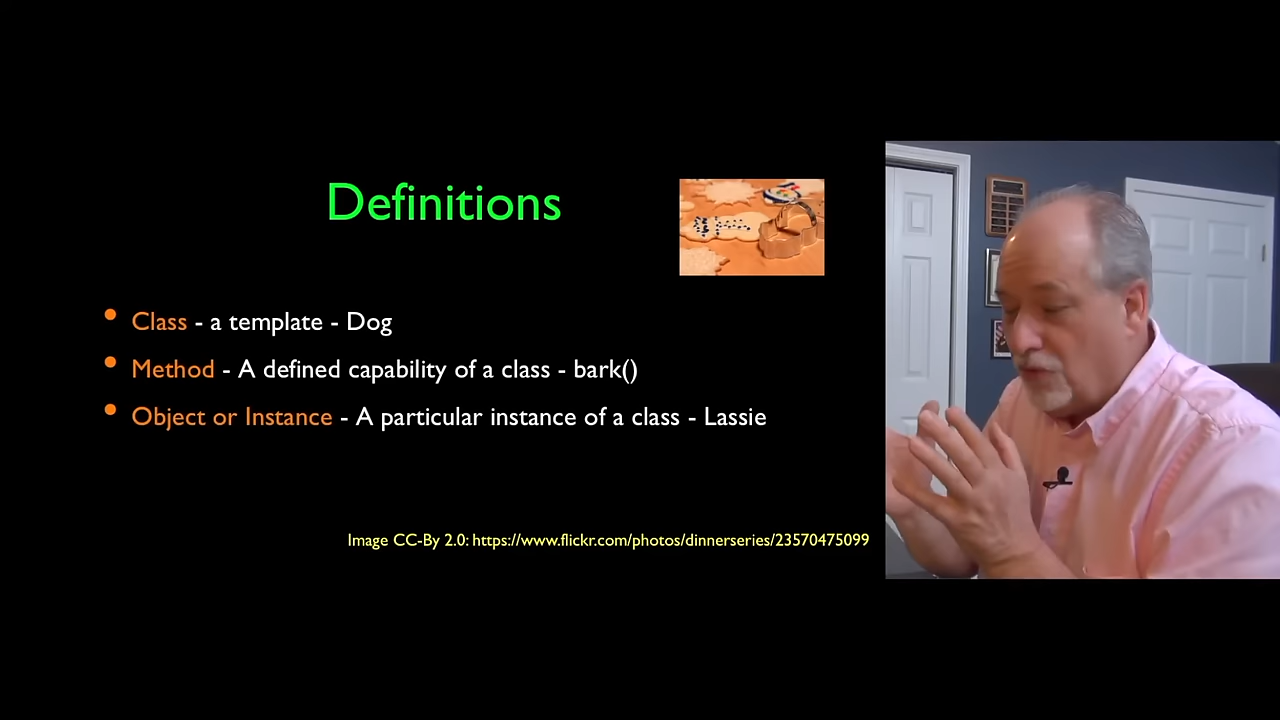 Definitions
• Class - a template - Dog
• Method - A defined capability of a class - bark()
• Object or Instance - A particular instance of a class - Lassie
Image CC-By 2.0: https://www.flickr.com/photos/dinnerseries/23570475099